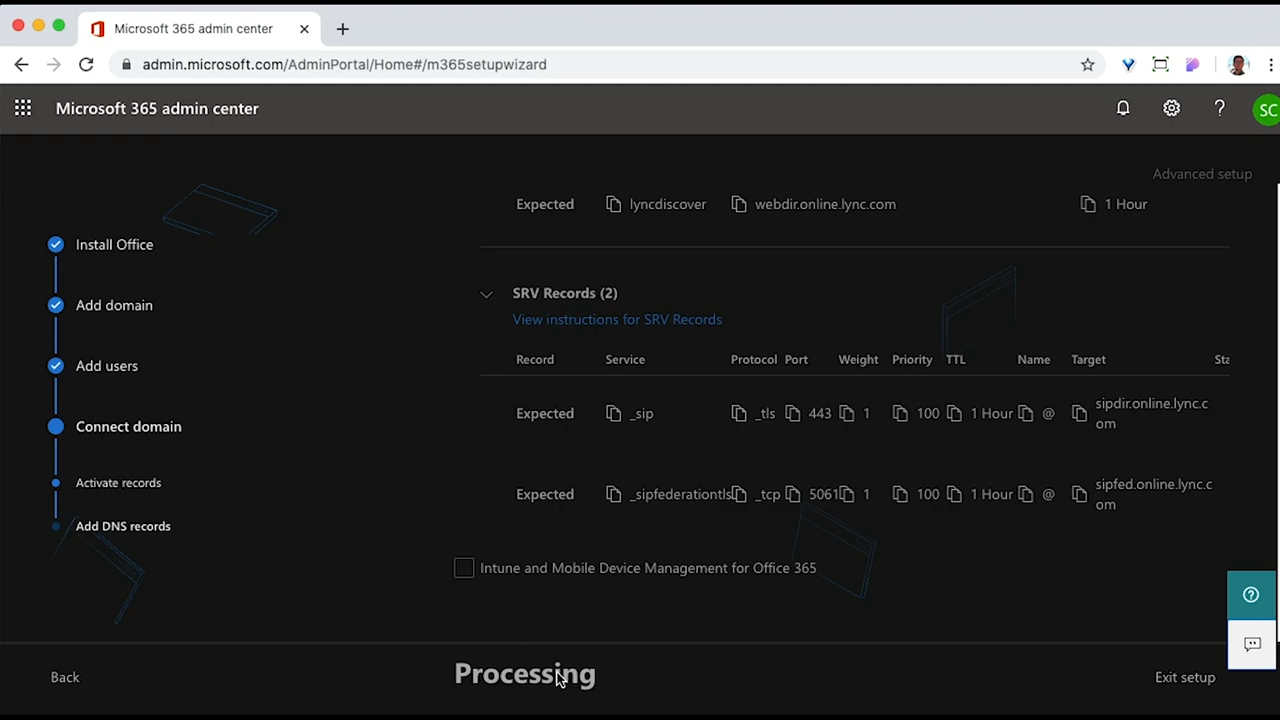 Microsoft 365 admin center
admin.microsoft.com/AdminPortal/Home#/m365setupwizard
Microsoft 365 admin center
SC
Advanced setup
Expected lyncdiscover webdir.online.lync.com 1 Hour
Install Office
SRV Records (2)
Add domain
View instructions for SRV Records
Record Service Protocol Port Weight Priority TTL Name Target Sta
Add users
Expected _sip _tls 443 1 100 1 Hour @ sipdir.online.lync.c
om
Connect domain
Activate records
Expected _sipfederationtls _tcp 5061 1 100 1 Hour @ sipfed.online.lync.c
om
Add DNS records
Intune and Mobile Device Management for Office 365
Back
Processing
Exit setup